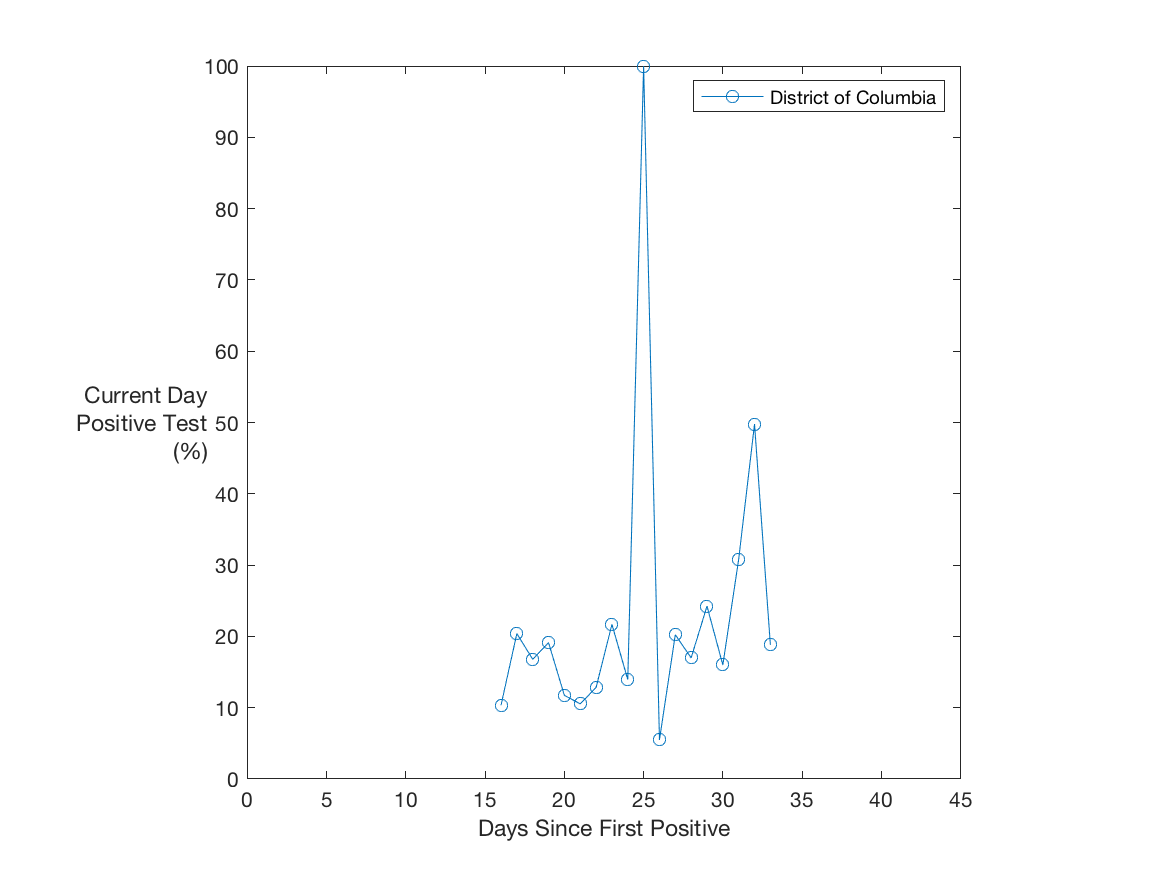 100
District of Columbia
90
80
70
60
Current Day
Positive Test
(%)
50
40
30
20
10
0
0 5 10 15 20 25 30 35 40 45
Days Since First Positive